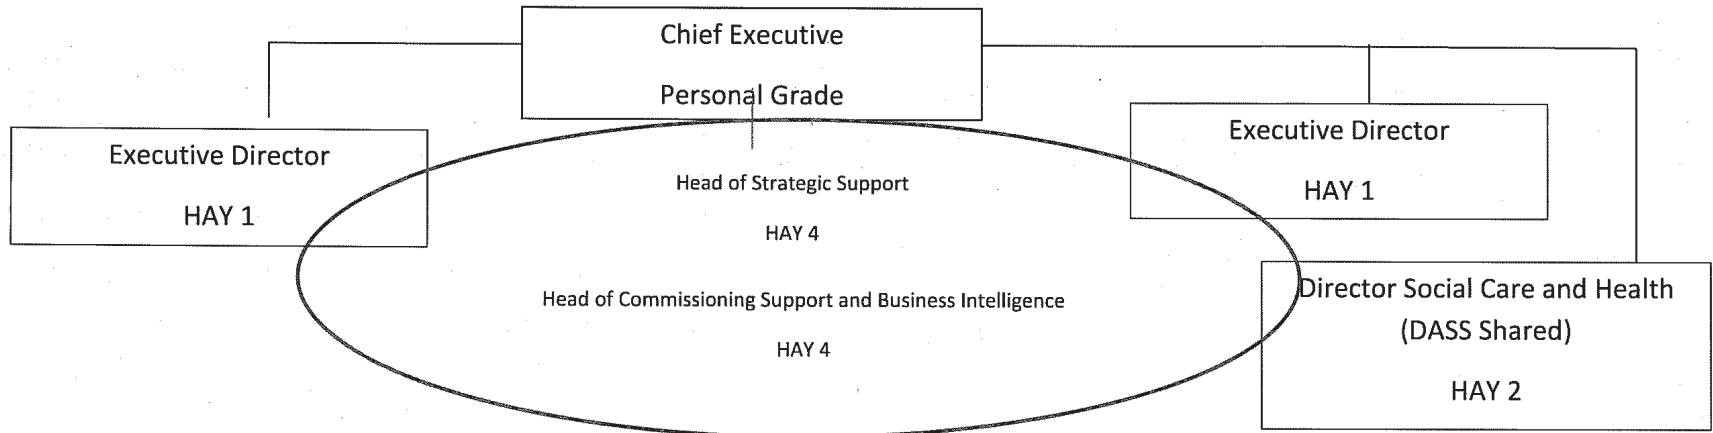 Chief Executive
Personal Grade
Executive Director
HAY 1
Executive Director
HAY 1
Head of Strategic Support
HAY 4
Head of Commissioning Support and Business Intelligence
HAY 4
Director Social Care and Health
(DASS Shared)
HAY 2